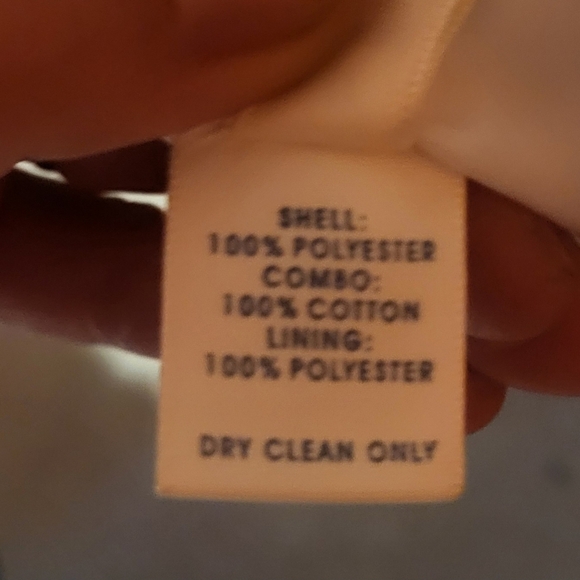 SHELL:
100% POLYESTER
COMBO:
100% COTTON
LINING:
100% POLYESTER
DRY CLEAN ONLY